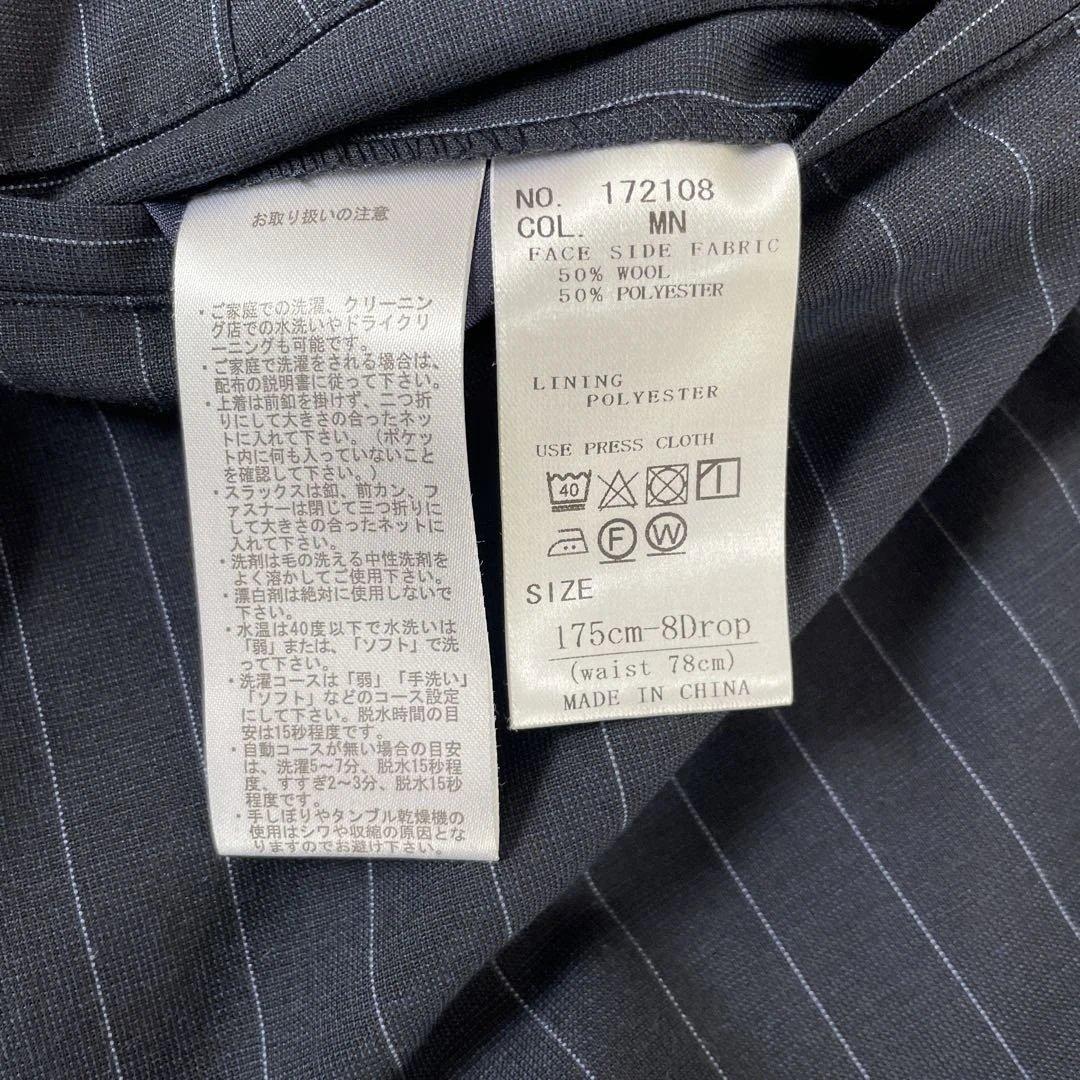 お取り扱いの注意
・ご家庭での洗濯、クリーニン
グ店での水洗いやドライクリ
ーニングも可能です。
・ご家庭で洗濯をされる場合は、
配布の説明書に従って下さい。
・上着は前釦を掛けず、二つ折
りにして大きさの合ったネッ
トに入れて下さい。(ポケッ
ト内に何も入っていないこと
を確認して下さい。)
・スラックスは釦、前カン、フ
ァスナーは閉じて三つ折りに
して大きさの合ったネットに
入れて下さい。
・洗剤は毛の洗える中性洗剤を
よく溶かしてご使用下さい。
・漂白剤は絶対に使用しないで
下さい。
・水温は40度以下で水洗いは
「弱」または、「ソフト」で洗
って下さい。
・洗濯コースは「弱」「手洗い」
「ソフト」などのコース設定
にして下さい。脱水時間の目
安は15秒程度です。
・自動コースが無い場合の目安
は、洗濯5~7分、脱水15秒程
度、すすぎ2~3分、脱水15秒
程度です。
・手しぼりやタンブル乾燥機の
使用はシワや収縮の原因とな
りますのでお避け下さい。
NO. 172108
COL. MN
FACE SIDE FABRIC
50% WOOL
50% POLYESTER
LINING
POLYESTER
USE PRESS CLOTH
40
F W
SIZE
175cm-8Drop
(waist 78cm)
MADE IN CHINA